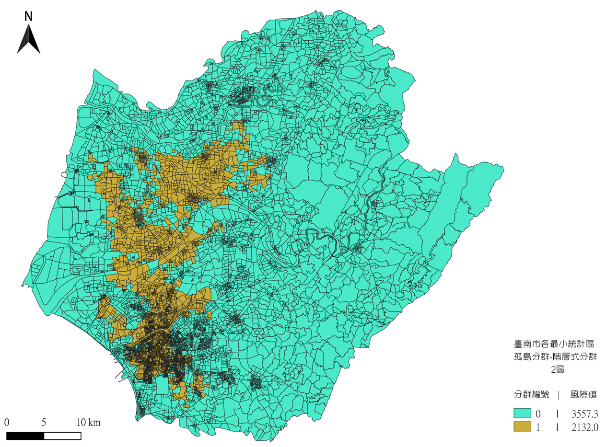 N
臺南市各最小統計區
孤島分群-階層式分群
2區
分群編號 | 風險值
0 | 3557.3
1 | 2132.0
0 5 10 km